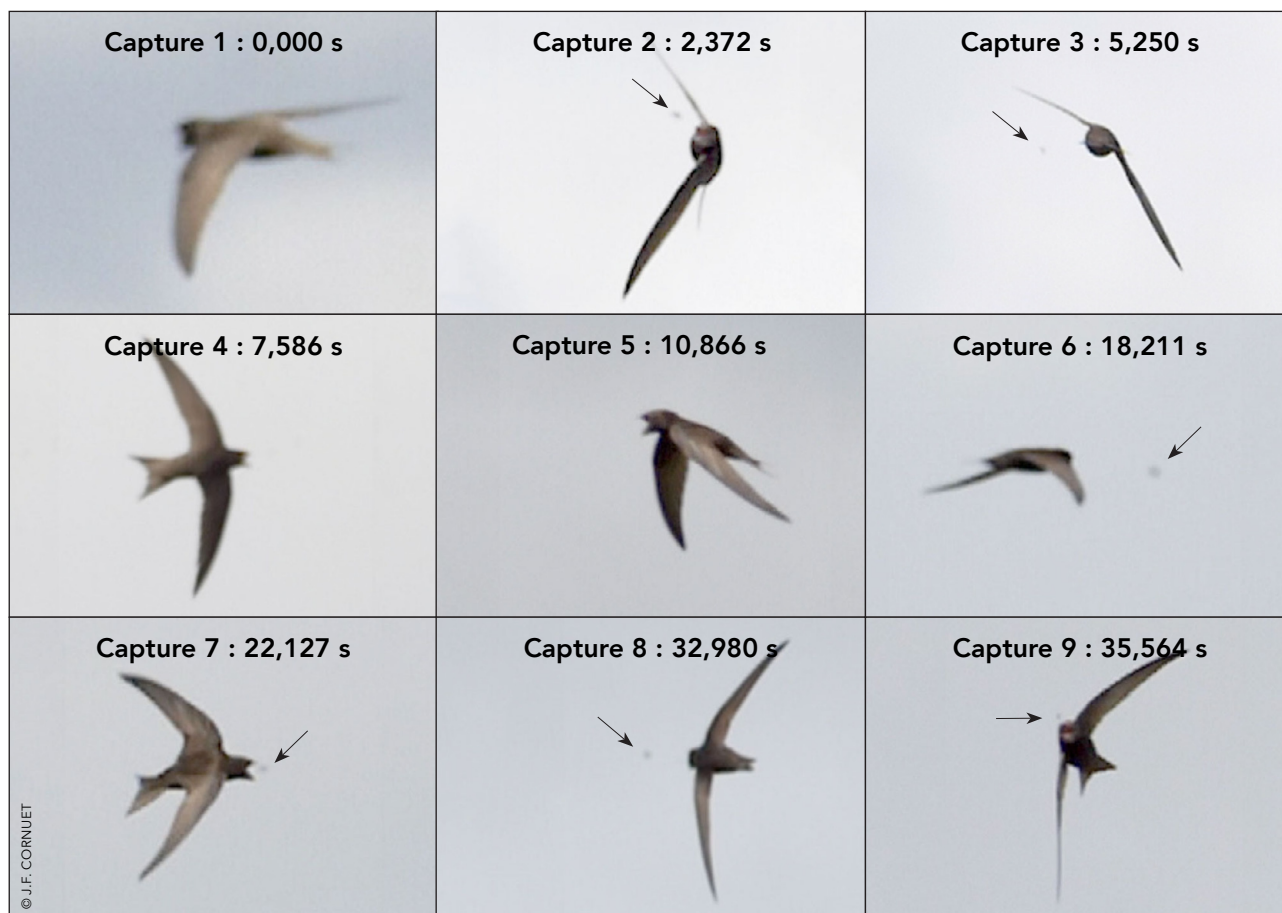 Capture 1 : 0,000 s
Capture 2 : 2,372 s
Capture 3 : 5,250 s
Capture 4 : 7,586 s
Capture 5 : 10,866 s
Capture 6 : 18,211 s
Capture 7 : 22,127 s
Capture 8 : 32,980 s
Capture 9 : 35,564 s
© J.F. CORNUET